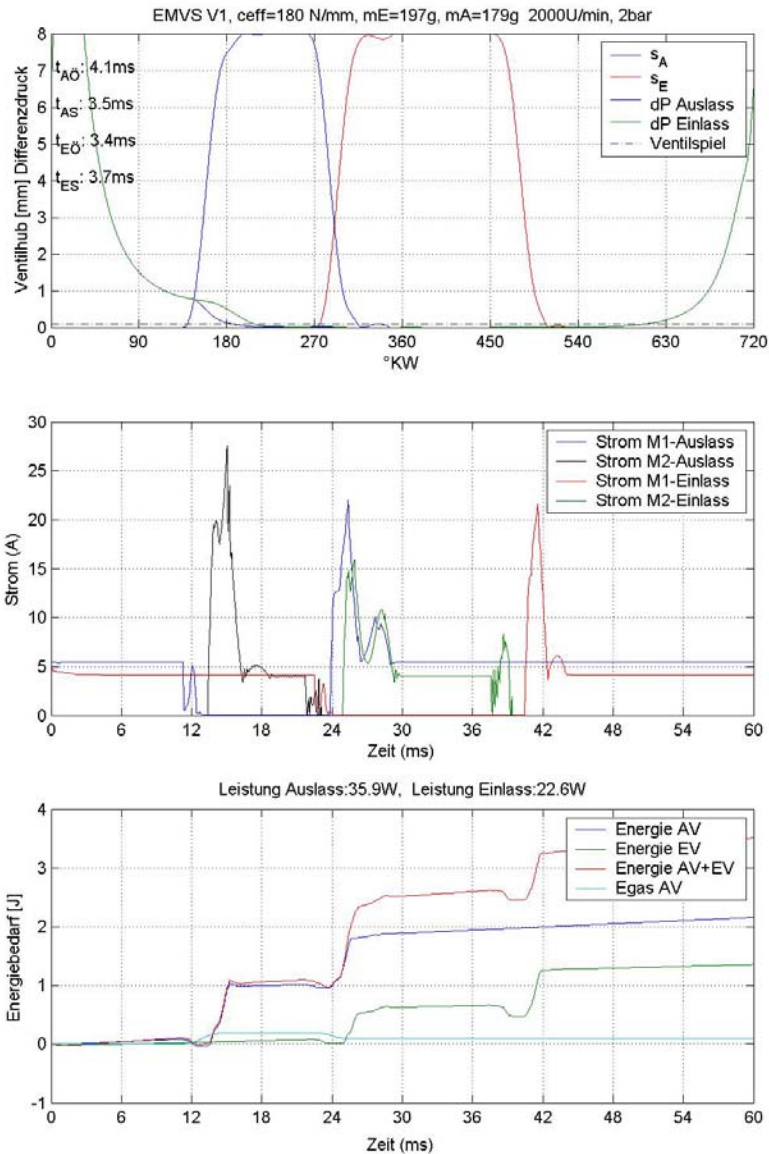 EMVS V1, ceff=180 N/mm, mE=197g, mA=179g 2000U/min, 2bar
Ventilhub [mm] Differenzdruck
8
7
6
5
4
3
2
1
0
tAÖ: 4.1ms
tAS: 3.5ms
tEÖ: 3.4ms
tES: 3.7ms
sA
sE
dP Auslass
dP Einlass
Ventilspiel
0 90 180 270 360 450 540 630 720
°KW
Strom (A)
30
25
20
15
10
5
0
Strom M1-Auslass
Strom M2-Auslass
Strom M1-Einlass
Strom M2-Einlass
0 6 12 18 24 30 36 42 48 54 60
Zeit (ms)
Leistung Auslass:35.9W, Leistung Einlass:22.6W
Energiebedarf [J]
4
3
2
1
0
-1
Energie AV
Energie EV
Energie AV+EV
Egas AV
0 6 12 18 24 30 36 42 48 54 60
Zeit (ms)